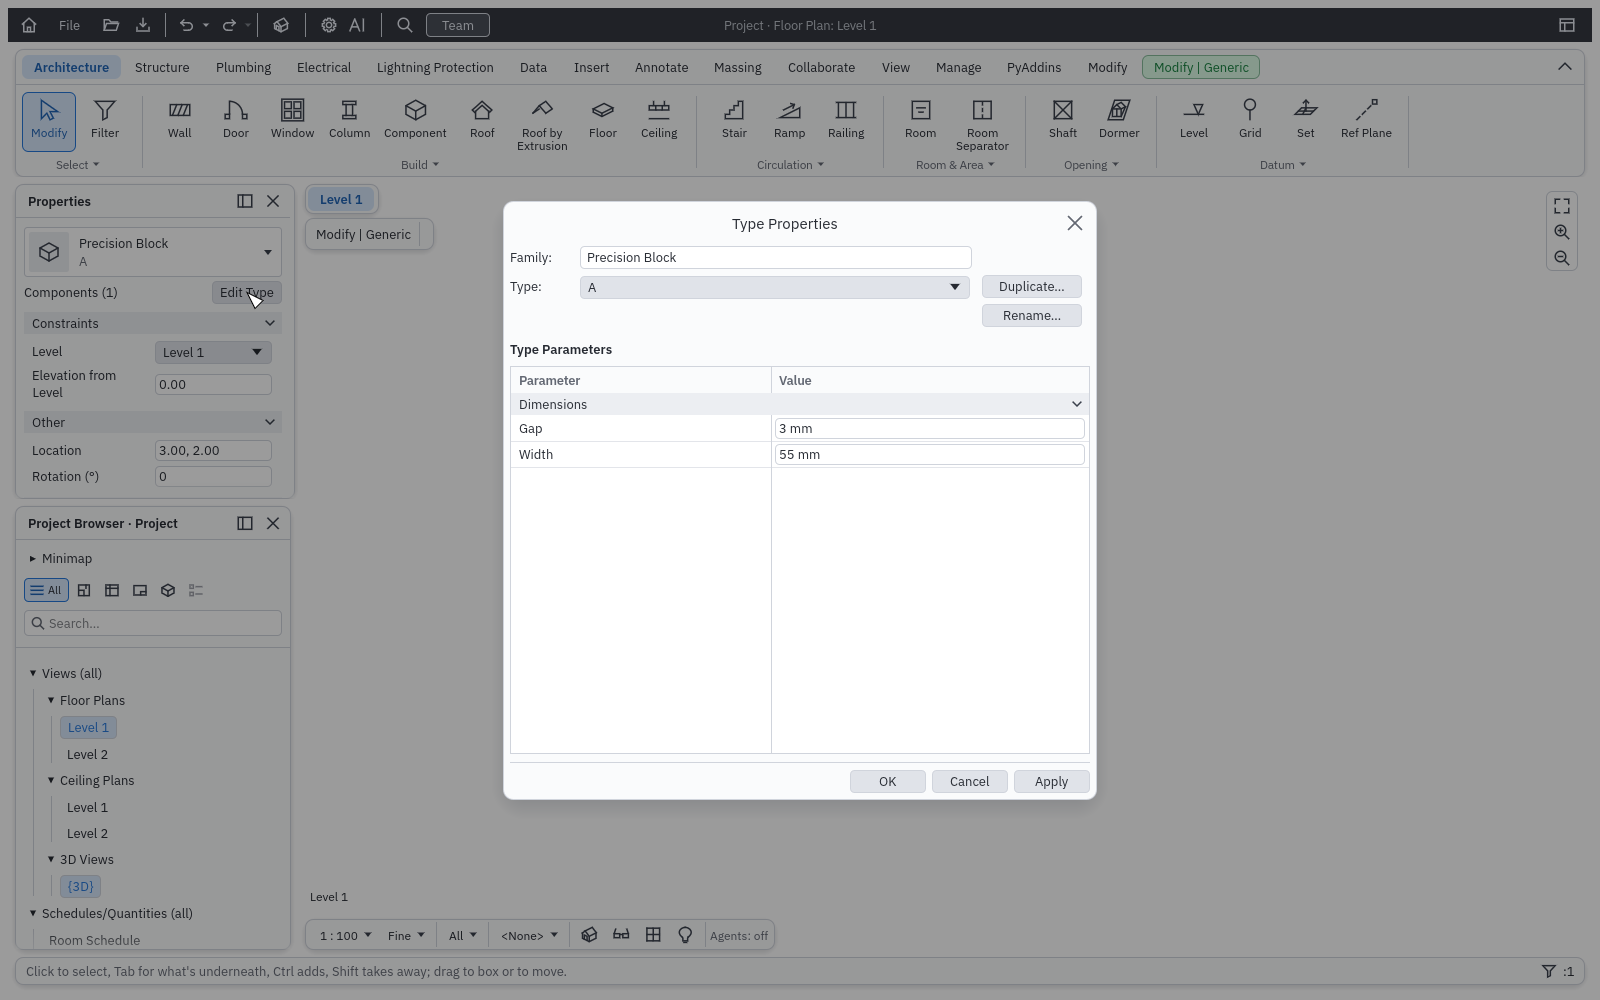 File
Team
Project · Floor Plan: Level 1
Architecture
Structure
Plumbing
Electrical
Lightning Protection
Data
Insert
Annotate
Massing
Collaborate
View
Manage
PyAddins
Modify
Modify | Generic
Modify
Filter
Wall
Door
Window
Column
Component
Roof
Roof by
Extrusion
Floor
Ceiling
Stair
Ramp
Railing
Room
Room
Separator
Shaft
Dormer
Level
Grid
Set
Ref Plane
Select
Build
Circulation
Room & Area
Opening
Datum
Properties
Precision Block
A
Components (1)
Edit Type
Constraints
Level
Level 1
Elevation from
Level
0.00
Other
Location
3.00, 2.00
Rotation (°)
0
Project Browser · Project
Minimap
All
Search...
Views (all)
Floor Plans
Level 1
Level 2
Ceiling Plans
Level 1
Level 2
3D Views
{3D}
Schedules/Quantities (all)
Room Schedule
Level 1
Modify | Generic
Type Properties
Family:
Precision Block
Type:
A
Duplicate...
Rename...
Type Parameters
Parameter
Value
Dimensions
Gap
3 mm
Width
55 mm
OK
Cancel
Apply
Level 1
1 : 100
Fine
All
<None>
Agents: off
Click to select, Tab for what's underneath, Ctrl adds, Shift takes away; drag to box or to move.
:1